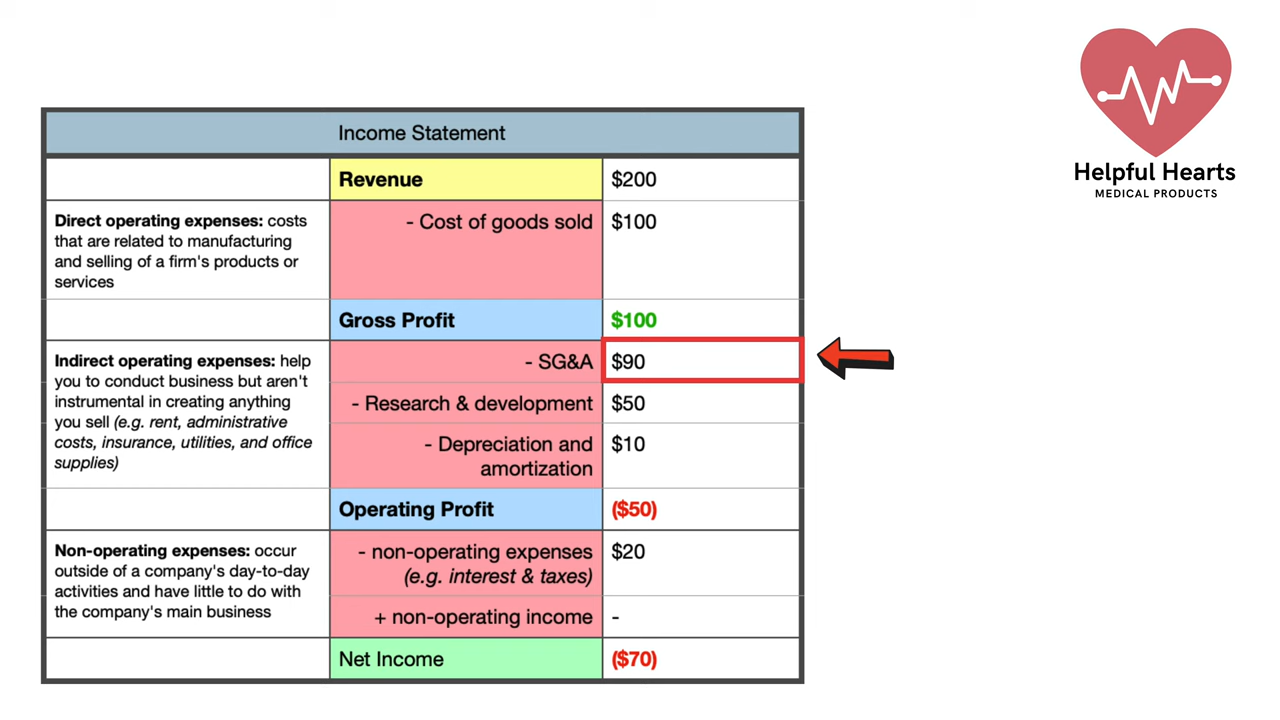 Helpful Hearts
MEDICAL PRODUCTS
Income Statement
Revenue
$200
Direct operating expenses: costs
that are related to manufacturing
and selling of a firm's products or
services
- Cost of goods sold
$100
Gross Profit
$100
Indirect operating expenses: help
you to conduct business but aren't
instrumental in creating anything
you sell (e.g. rent, administrative
costs, insurance, utilities, and office
supplies)
- SG&A
$90
- Research & development
$50
- Depreciation and
amortization
$10
Operating Profit
($50)
Non-operating expenses: occur
outside of a company's day-to-day
activities and have little to do with
the company's main business
- non-operating expenses
(e.g. interest & taxes)
$20
+ non-operating income
-
Net Income
($70)